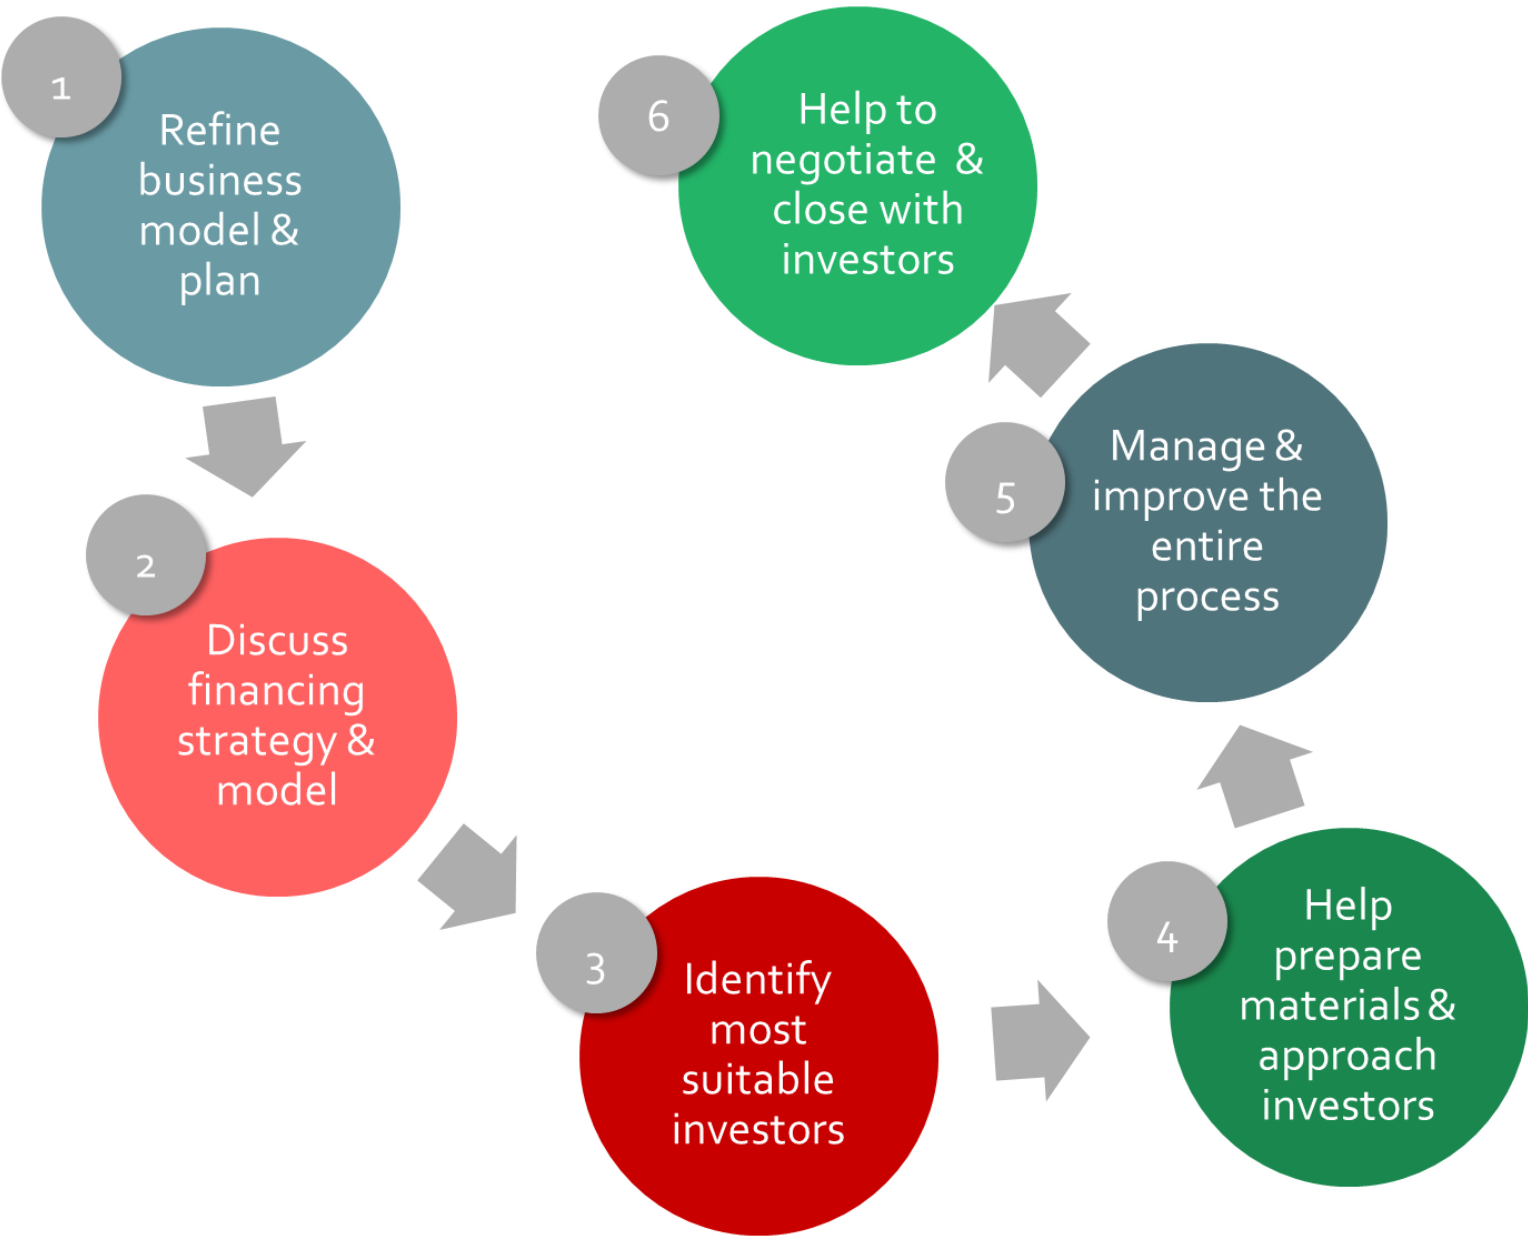 1
Refine
business
model &
plan
2
Discuss
financing
strategy &
model
3
Identify
most
suitable
investors
4
Help
prepare
materials &
approach
investors
5
Manage &
improve the
entire
process
6
Help to
negotiate &
close with
investors